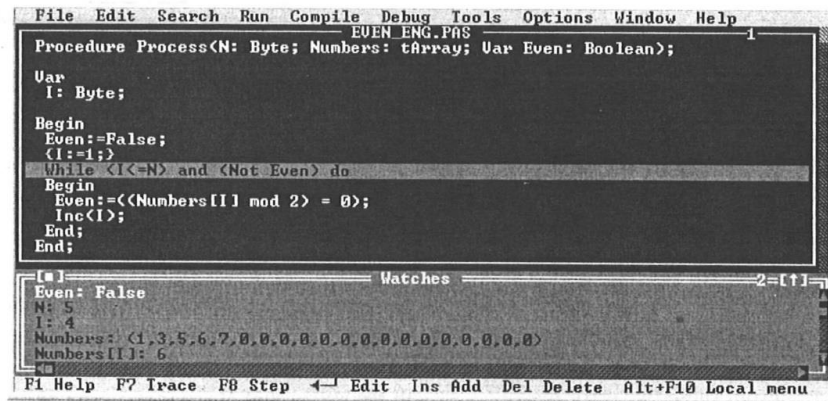 File Edit Search Run Compile Debug Tools Options Window Help
EVEN_ENG.PAS 1
Procedure Process(N: Byte; Numbers: tArray; Var Even: Boolean);
Var
I: Byte;
Begin
Even:=False;
{I:=1;}
While (I<=N) and (Not Even) do
Begin
Even:=((Numbers[I] mod 2) = 0);
Inc(I);
End;
End;
[■] Watches 2=[↑]
Even: False
N: 5
I: 4
Numbers: (1,3,5,6,7,0,0,0,0,0,0,0,0,0,0,0,0,0,0,0)
Numbers[I]: 6
F1 Help F7 Trace F8 Step ←┘ Edit Ins Add Del Delete Alt+F10 Local menu